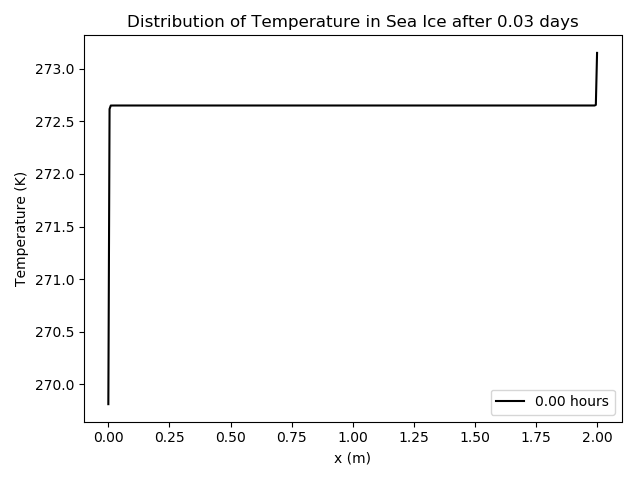 Distribution of Temperature in Sea Ice after 0.03 days
Temperature (K)
273.0
272.5
272.0
271.5
271.0
270.5
270.0
0.00 hours
0.00 0.25 0.50 0.75 1.00 1.25 1.50 1.75 2.00
x (m)